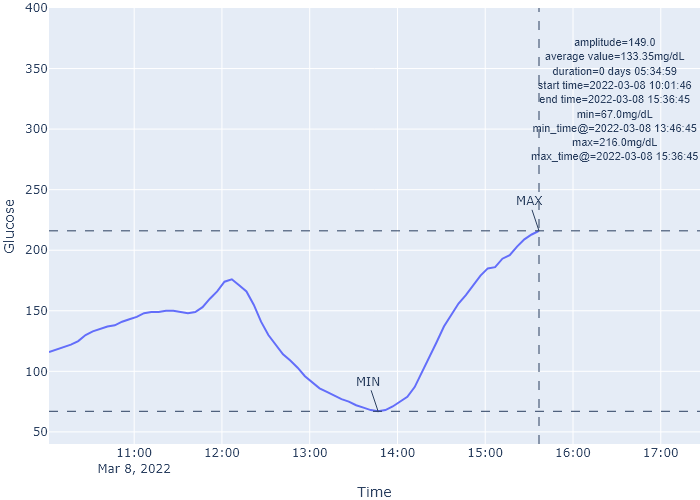 400
350
300
250
200
150
100
50
Glucose
amplitude=149.0
average value=133.35mg/dL
duration=0 days 05:34:59
start time=2022-03-08 10:01:46
end time=2022-03-08 15:36:45
min=67.0mg/dL
min_time@=2022-03-08 13:46:45
max=216.0mg/dL
max_time@=2022-03-08 15:36:45
MAX
MIN
11:00 12:00 13:00 14:00 15:00 16:00 17:00
Mar 8, 2022
Time